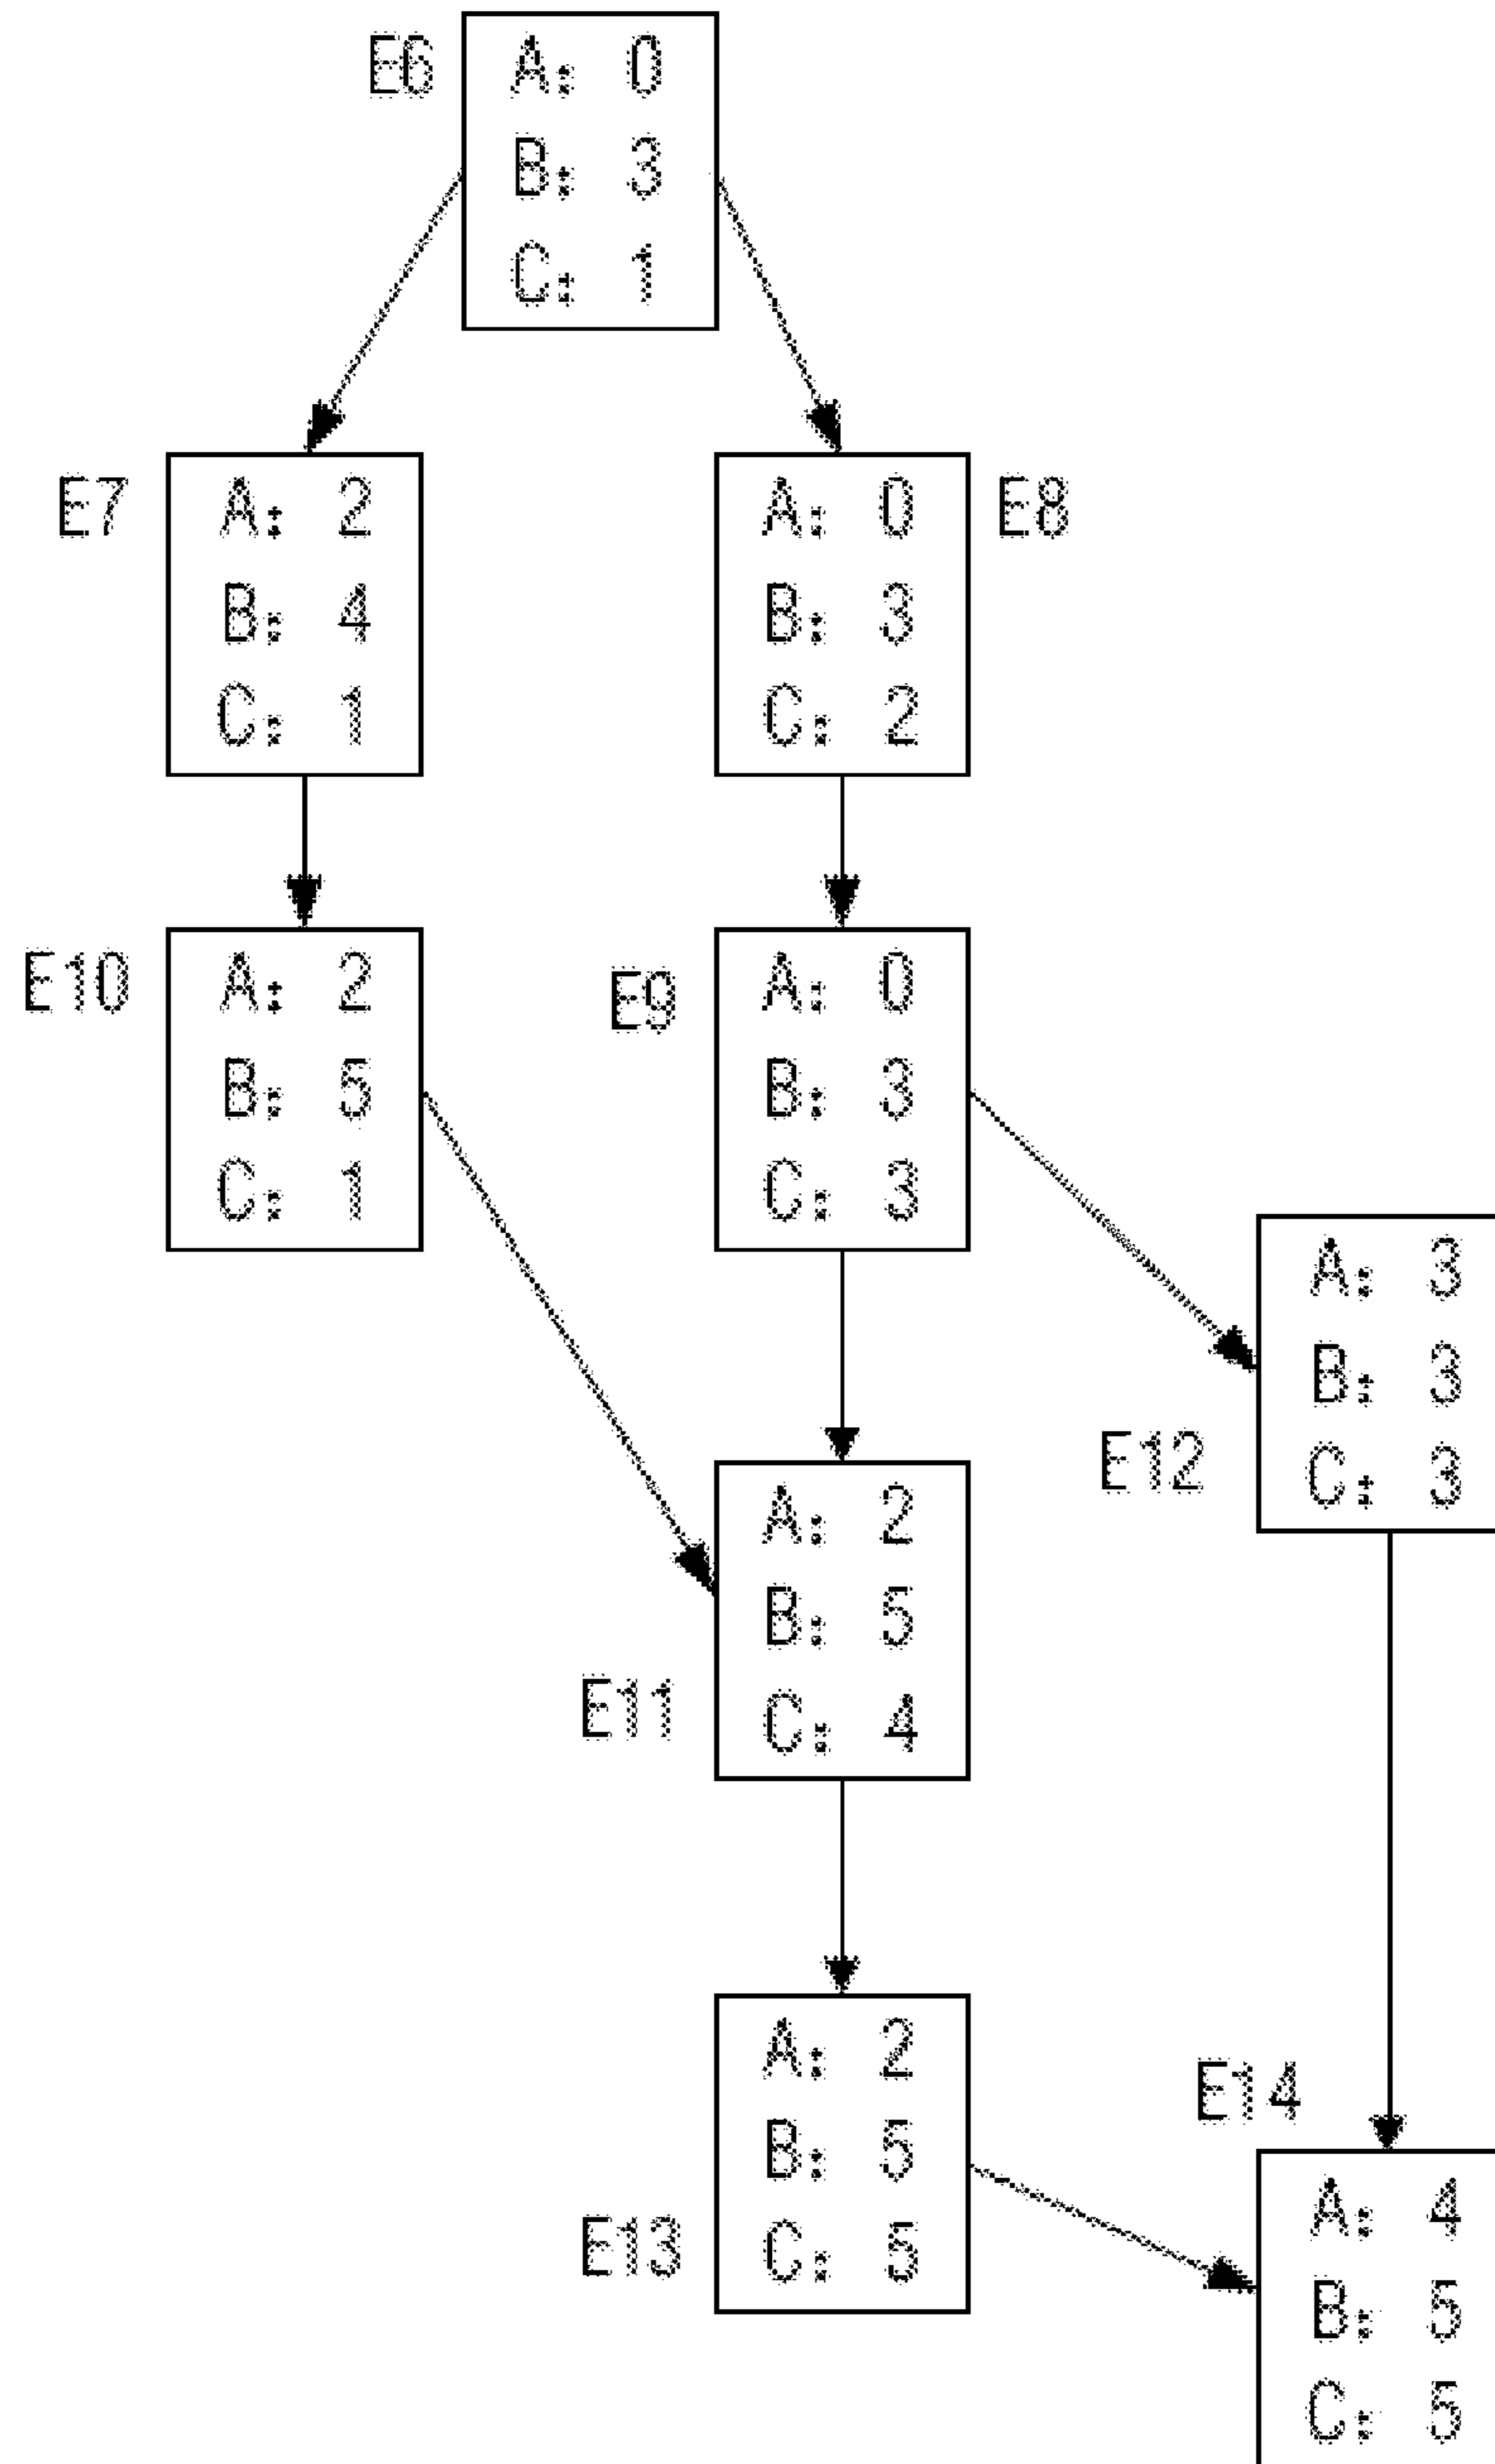 E6
A: 0
B: 3
C: 1
E7
A: 2
B: 4
C: 1
E8
A: 0
B: 3
C: 2
E10
A: 2
B: 5
C: 1
E9
A: 0
B: 3
C: 3
E12
A: 3
B: 3
C: 3
E11
A: 2
B: 5
C: 4
E13
A: 2
B: 5
C: 5
E14
A: 4
B: 5
C: 5